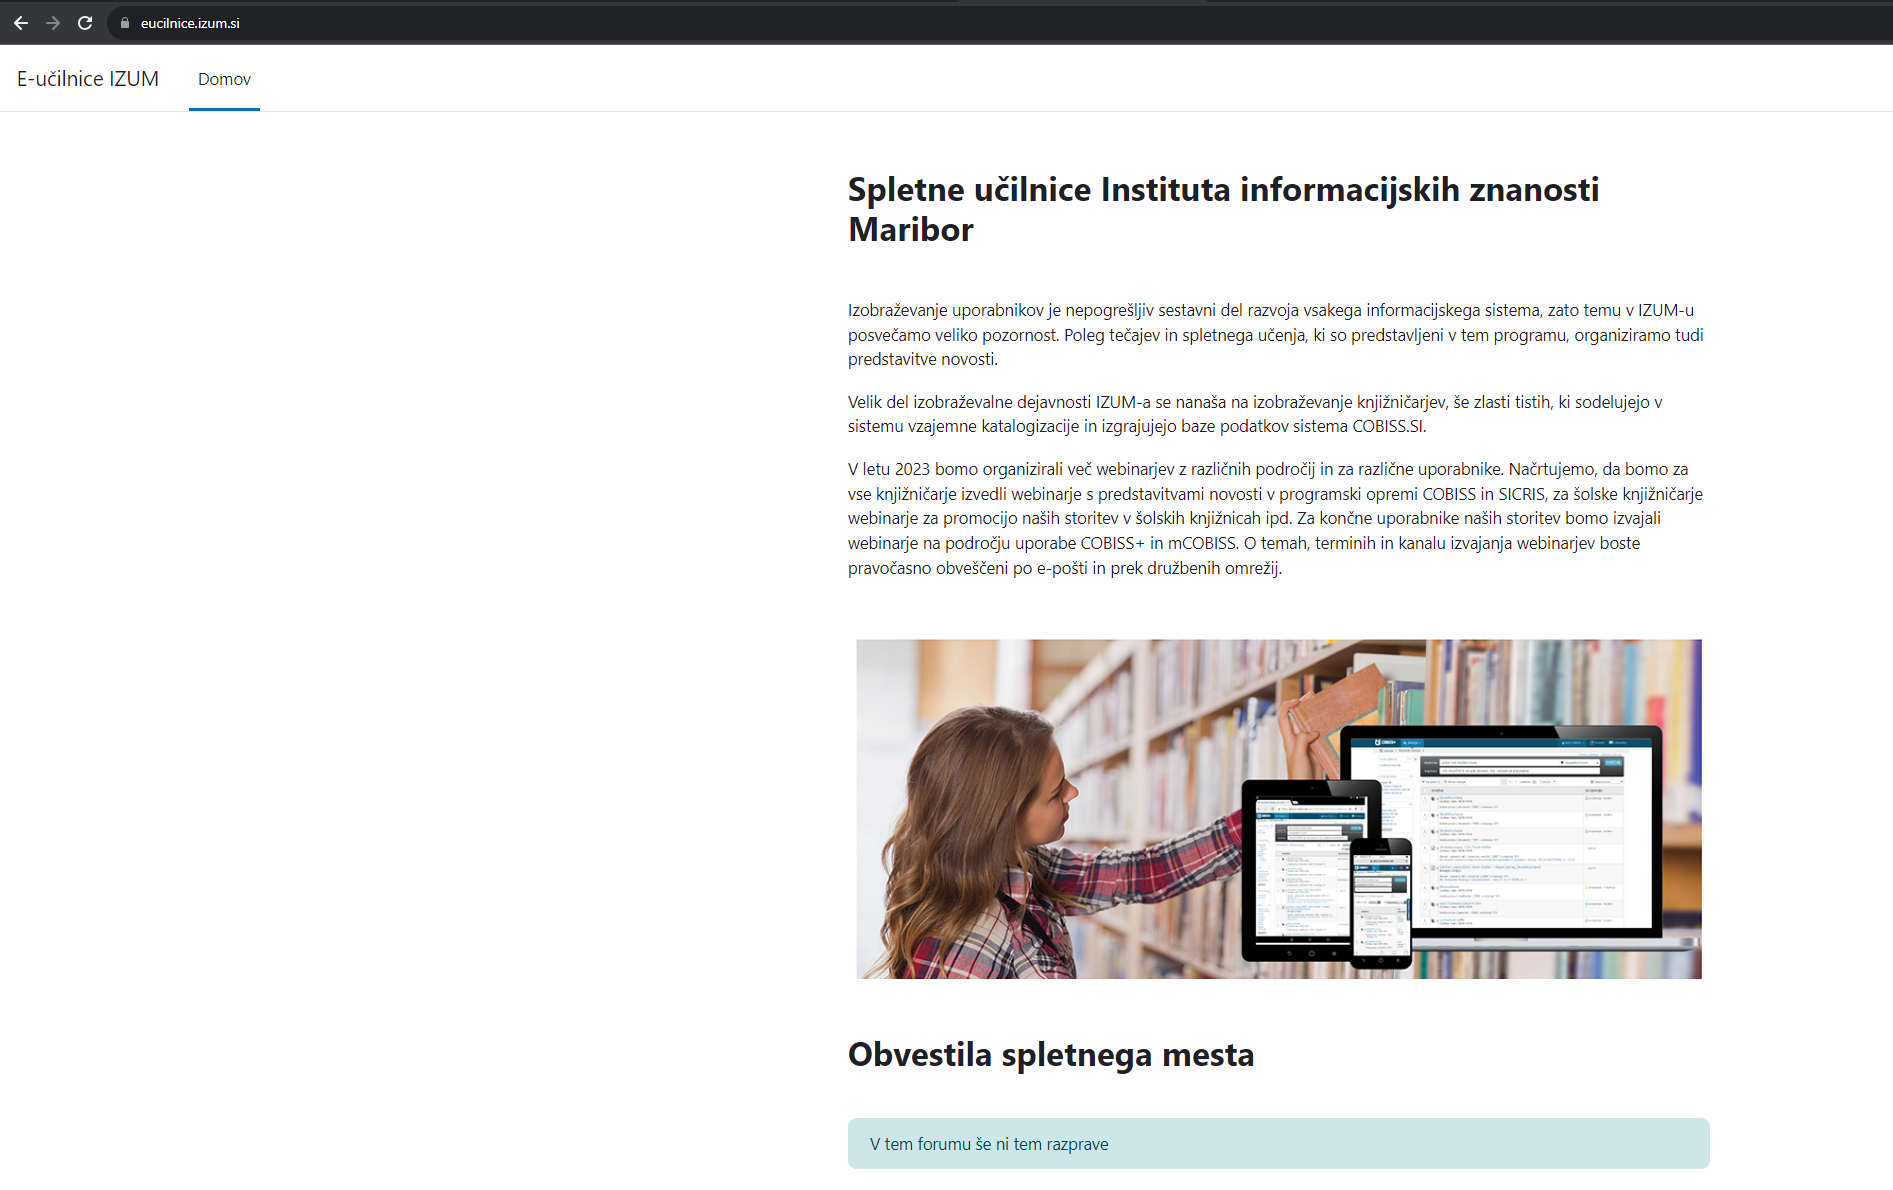 eucilnice.izum.si
E-učilnice IZUM
Domov
Spletne učilnice Instituta informacijskih znanosti
Maribor
Izobraževanje uporabnikov je nepogrešljiv sestavni del razvoja vsakega informacijskega sistema, zato temu v IZUM-u
posvečamo veliko pozornost. Poleg tečajev in spletnega učenja, ki so predstavljeni v tem programu, organiziramo tudi
predstavitve novosti.
Velik del izobraževalne dejavnosti IZUM-a se nanaša na izobraževanje knjižničarjev, še zlasti tistih, ki sodelujejo v
sistemu vzajemne katalogizacije in izgrajujejo baze podatkov sistema COBISS.SI.
V letu 2023 bomo organizirali več webinarjev z različnih področij in za različne uporabnike. Načrtujemo, da bomo za
vse knjižničarje izvedli webinarje s predstavitvami novosti v programski opremi COBISS in SICRIS, za šolske knjižničarje
webinarje za promocijo naših storitev v šolskih knjižnicah ipd. Za končne uporabnike naših storitev bomo izvajali
webinarje na področju uporabe COBISS+ in mCOBISS. O temah, terminih in kanalu izvajanja webinarjev boste
pravočasno obveščeni po e-pošti in prek družbenih omrežij.
Obvestila spletnega mesta
V tem forumu še ni tem razprave